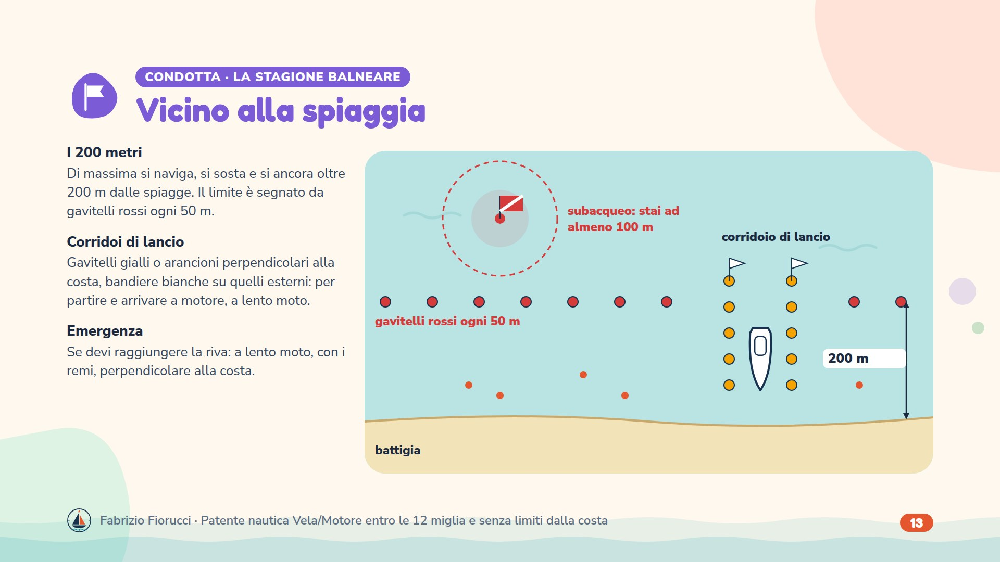 CONDOTTA · LA STAGIONE BALNEARE
Vicino alla spiaggia
I 200 metri
Di massima si naviga, si sosta e si ancora oltre
200 m dalle spiagge. Il limite è segnato da
gavitelli rossi ogni 50 m.
Corridoi di lancio
Gavitelli gialli o arancioni perpendicolari alla
costa, bandiere bianche su quelli esterni: per
partire e arrivare a motore, a lento moto.
Emergenza
Se devi raggiungere la riva: a lento moto, con i
remi, perpendicolare alla costa.
subacqueo: stai ad
almeno 100 m
corridoio di lancio
gavitelli rossi ogni 50 m
200 m
battigia
Fabrizio Fiorucci · Patente nautica Vela/Motore entro le 12 miglia e senza limiti dalla costa
13